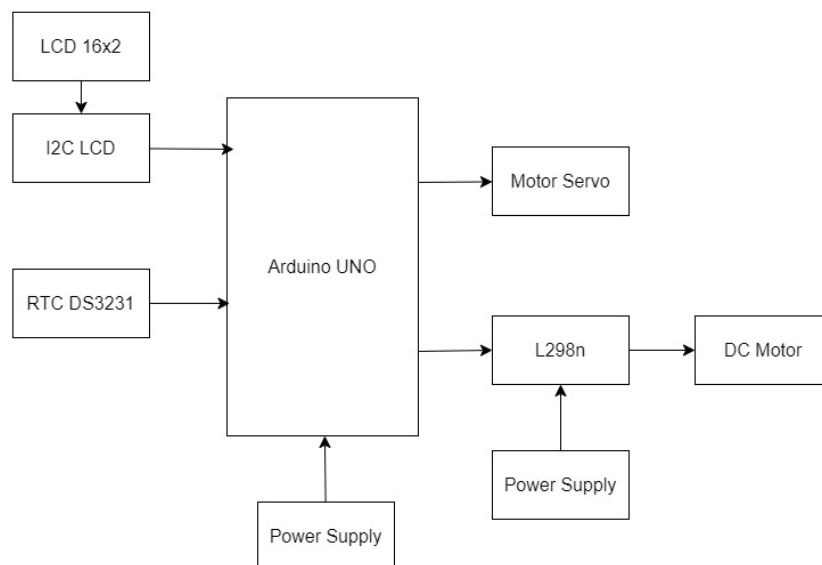 LCD 16x2
I2C LCD
Arduino UNO
Motor Servo
RTC DS3231
L298n
DC Motor
Power Supply
Power Supply